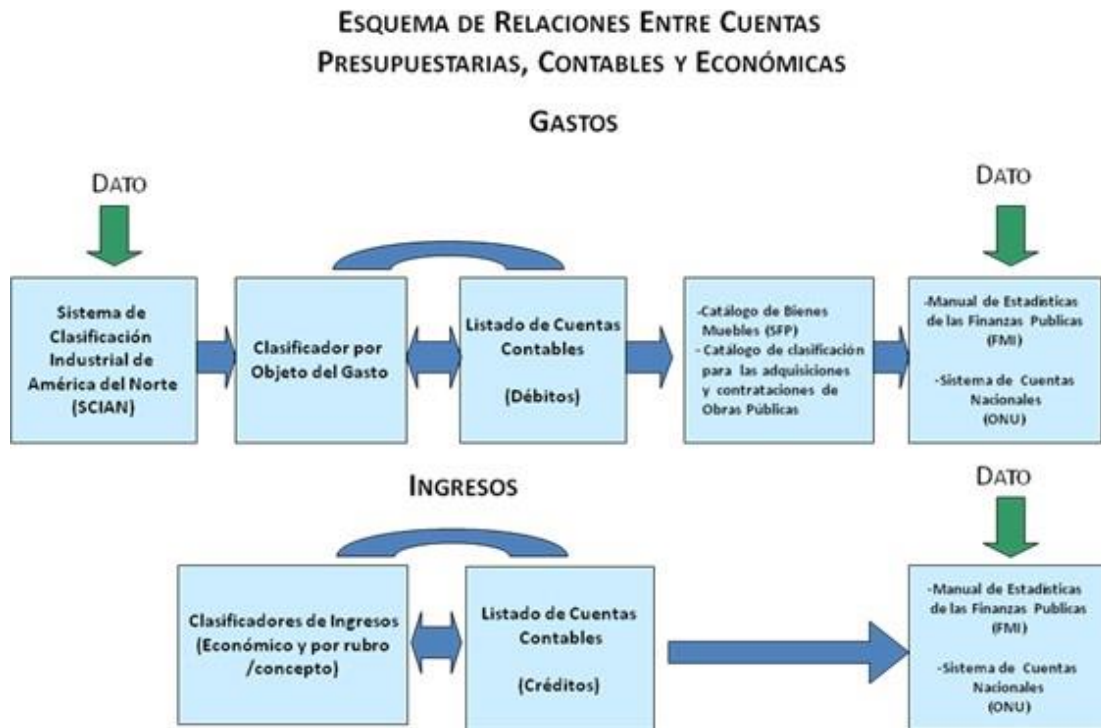 ESQUEMA DE RELACIONES ENTRE CUENTAS
PRESUPUESTARIAS, CONTABLES Y ECONÓMICAS
GASTOS
DATO
DATO
Sistema de
Clasificación
Industrial de
América del Norte
(SCIAN)
Clasificador por
Objeto del Gasto
Listado de Cuentas
Contables
(Débitos)
-Catálogo de Bienes
Muebles (SFP)
- Catálogo de clasificación
para las adquisiciones
y contrataciones de
Obras Públicas
-Manual de Estadísticas
de las Finanzas Publicas
(FMI)
-Sistema de Cuentas
Nacionales
(ONU)
INGRESOS
DATO
Clasificadores de Ingresos
(Económico y por rubro
/concepto)
Listado de Cuentas
Contables
(Créditos)
-Manual de Estadísticas
de las Finanzas Publicas
(FMI)
-Sistema de Cuentas
Nacionales
(ONU)